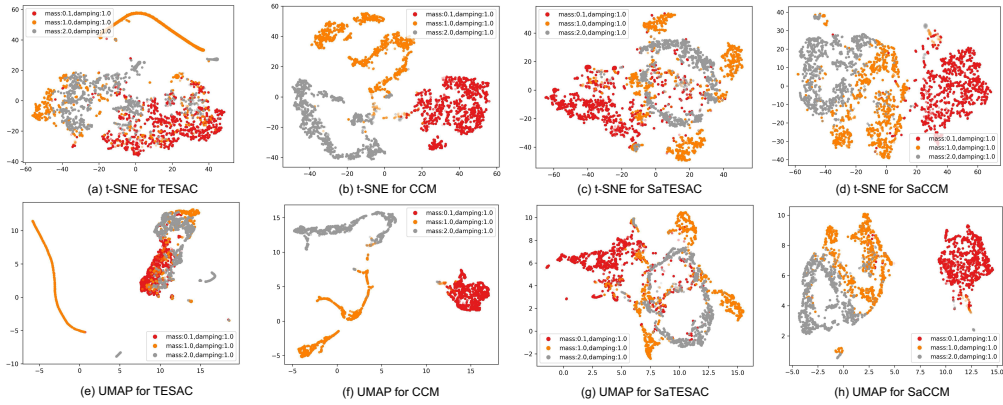 mass:0.1,damping:1.0
mass:1.0,damping:1.0
mass:2.0,damping:1.0
60
40
20
0
−20
−40
−60 −40 −20 0 20 40
(a) t-SNE for TESAC
mass:0.1,damping:1.0
mass:1.0,damping:1.0
mass:2.0,damping:1.0
60
40
20
0
−20
−40
−60 −40 −20 0 20 40 60
(b) t-SNE for CCM
mass:0.1,damping:1.0
mass:1.0,damping:1.0
mass:2.0,damping:1.0
40
20
0
−20
−40
−60 −40 −20 0 20 40
(c) t-SNE for SaTESAC
40
30
20
10
0
−10
−20
−30
−40
mass:0.1,damping:1.0
mass:1.0,damping:1.0
mass:2.0,damping:1.0
−60 −40 −20 0 20 40 60
(d) t-SNE for SaCCM
10
5
0
−5
−10
mass:0.1,damping:1.0
mass:1.0,damping:1.0
mass:2.0,damping:1.0
−5 0 5 10 15
(e) UMAP for TESAC
mass:0.1,damping:1.0
mass:1.0,damping:1.0
mass:2.0,damping:1.0
15
10
5
0
−5
−5 0 5 10 15
(f) UMAP for CCM
10
8
6
4
2
0
−2
mass:0.1,damping:1.0
mass:1.0,damping:1.0
mass:2.0,damping:1.0
0.0 2.5 5.0 7.5 10.0 12.5 15.0
(g) UMAP for SaTESAC
10
8
6
4
2
mass:0.1,damping:1.0
mass:1.0,damping:1.0
mass:2.0,damping:1.0
−5.0 −2.5 0.0 2.5 5.0 7.5 10.0 12.5 15.0
(h) UMAP for SaCCM